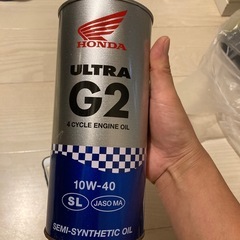 HONDA
ULTRA
G2
4 CYCLE ENGINE OIL
10W-40
SL JASO MA
SEMI-SYNTHETIC OIL